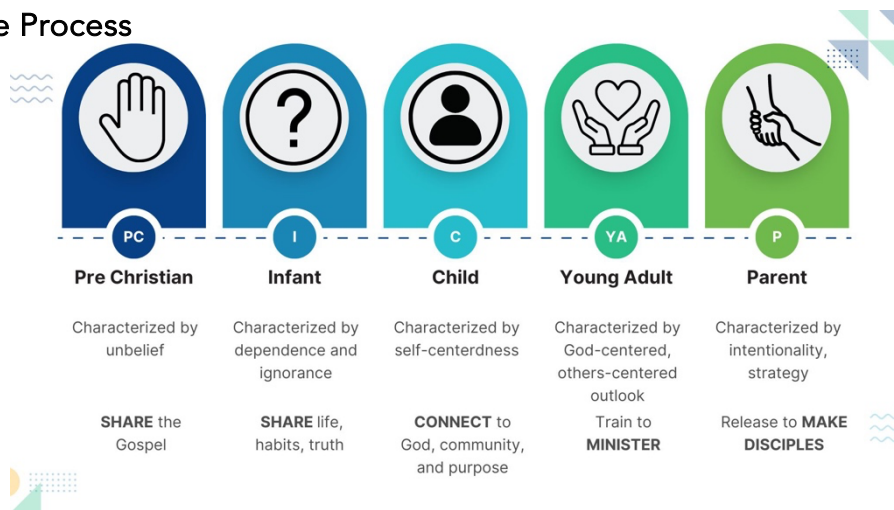 e Process
?
PC
I
C
YA
P
Pre Christian
Infant
Child
Young Adult
Parent
Characterized by
unbelief
Characterized by
dependence and
ignorance
Characterized by
self-centerdness
Characterized by
God-centered,
others-centered
outlook
Characterized by
intentionality,
strategy
SHARE the
Gospel
SHARE life,
habits, truth
CONNECT to
God, community,
and purpose
Train to
MINISTER
Release to MAKE
DISCIPLES